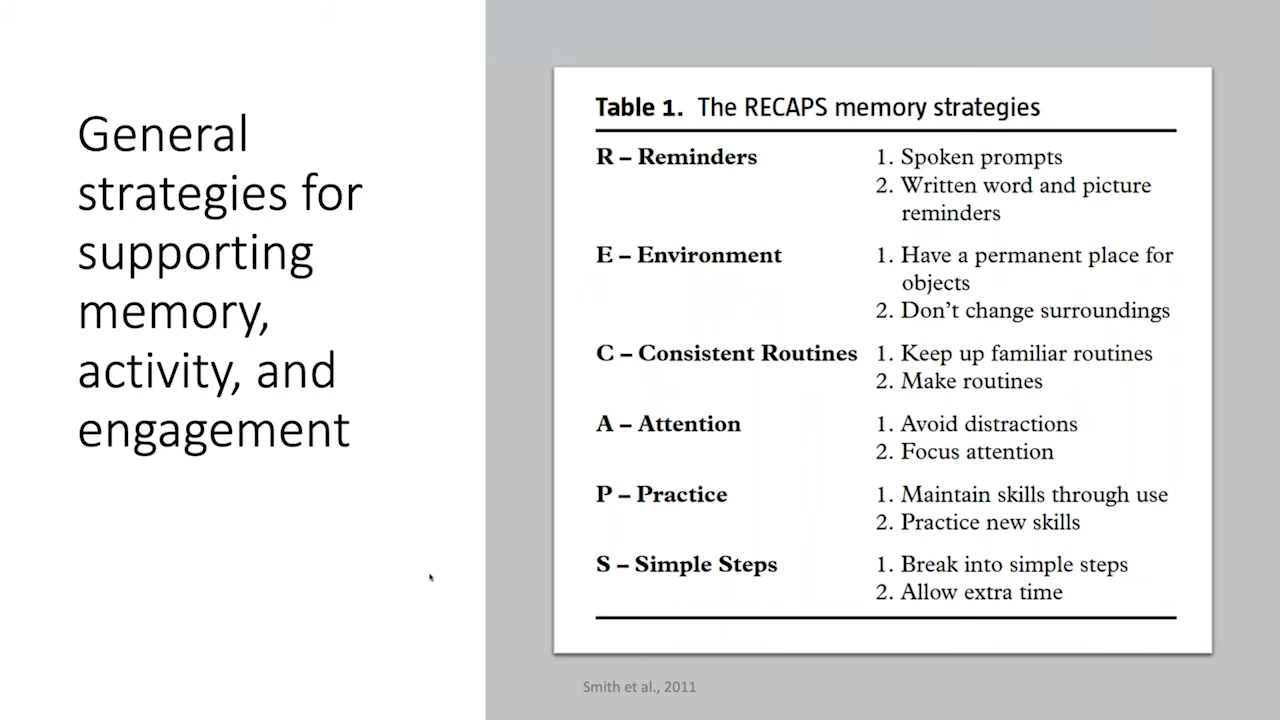 General
strategies for
supporting
memory,
activity, and
engagement
Table 1. The RECAPS memory strategies
R – Reminders 1. Spoken prompts
2. Written word and picture
reminders
E – Environment 1. Have a permanent place for
objects
2. Don’t change surroundings
C – Consistent Routines 1. Keep up familiar routines
2. Make routines
A – Attention 1. Avoid distractions
2. Focus attention
P – Practice 1. Maintain skills through use
2. Practice new skills
S – Simple Steps 1. Break into simple steps
2. Allow extra time
Smith et al., 2011